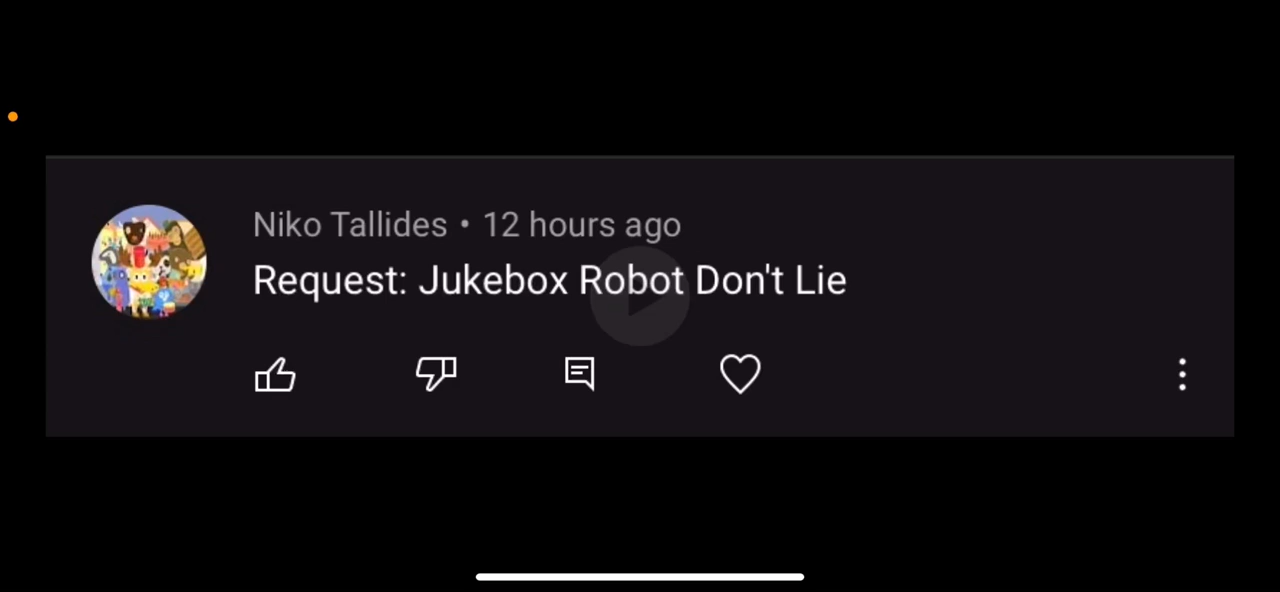 Niko Tallides • 12 hours ago
Request: Jukebox Robot Don't Lie